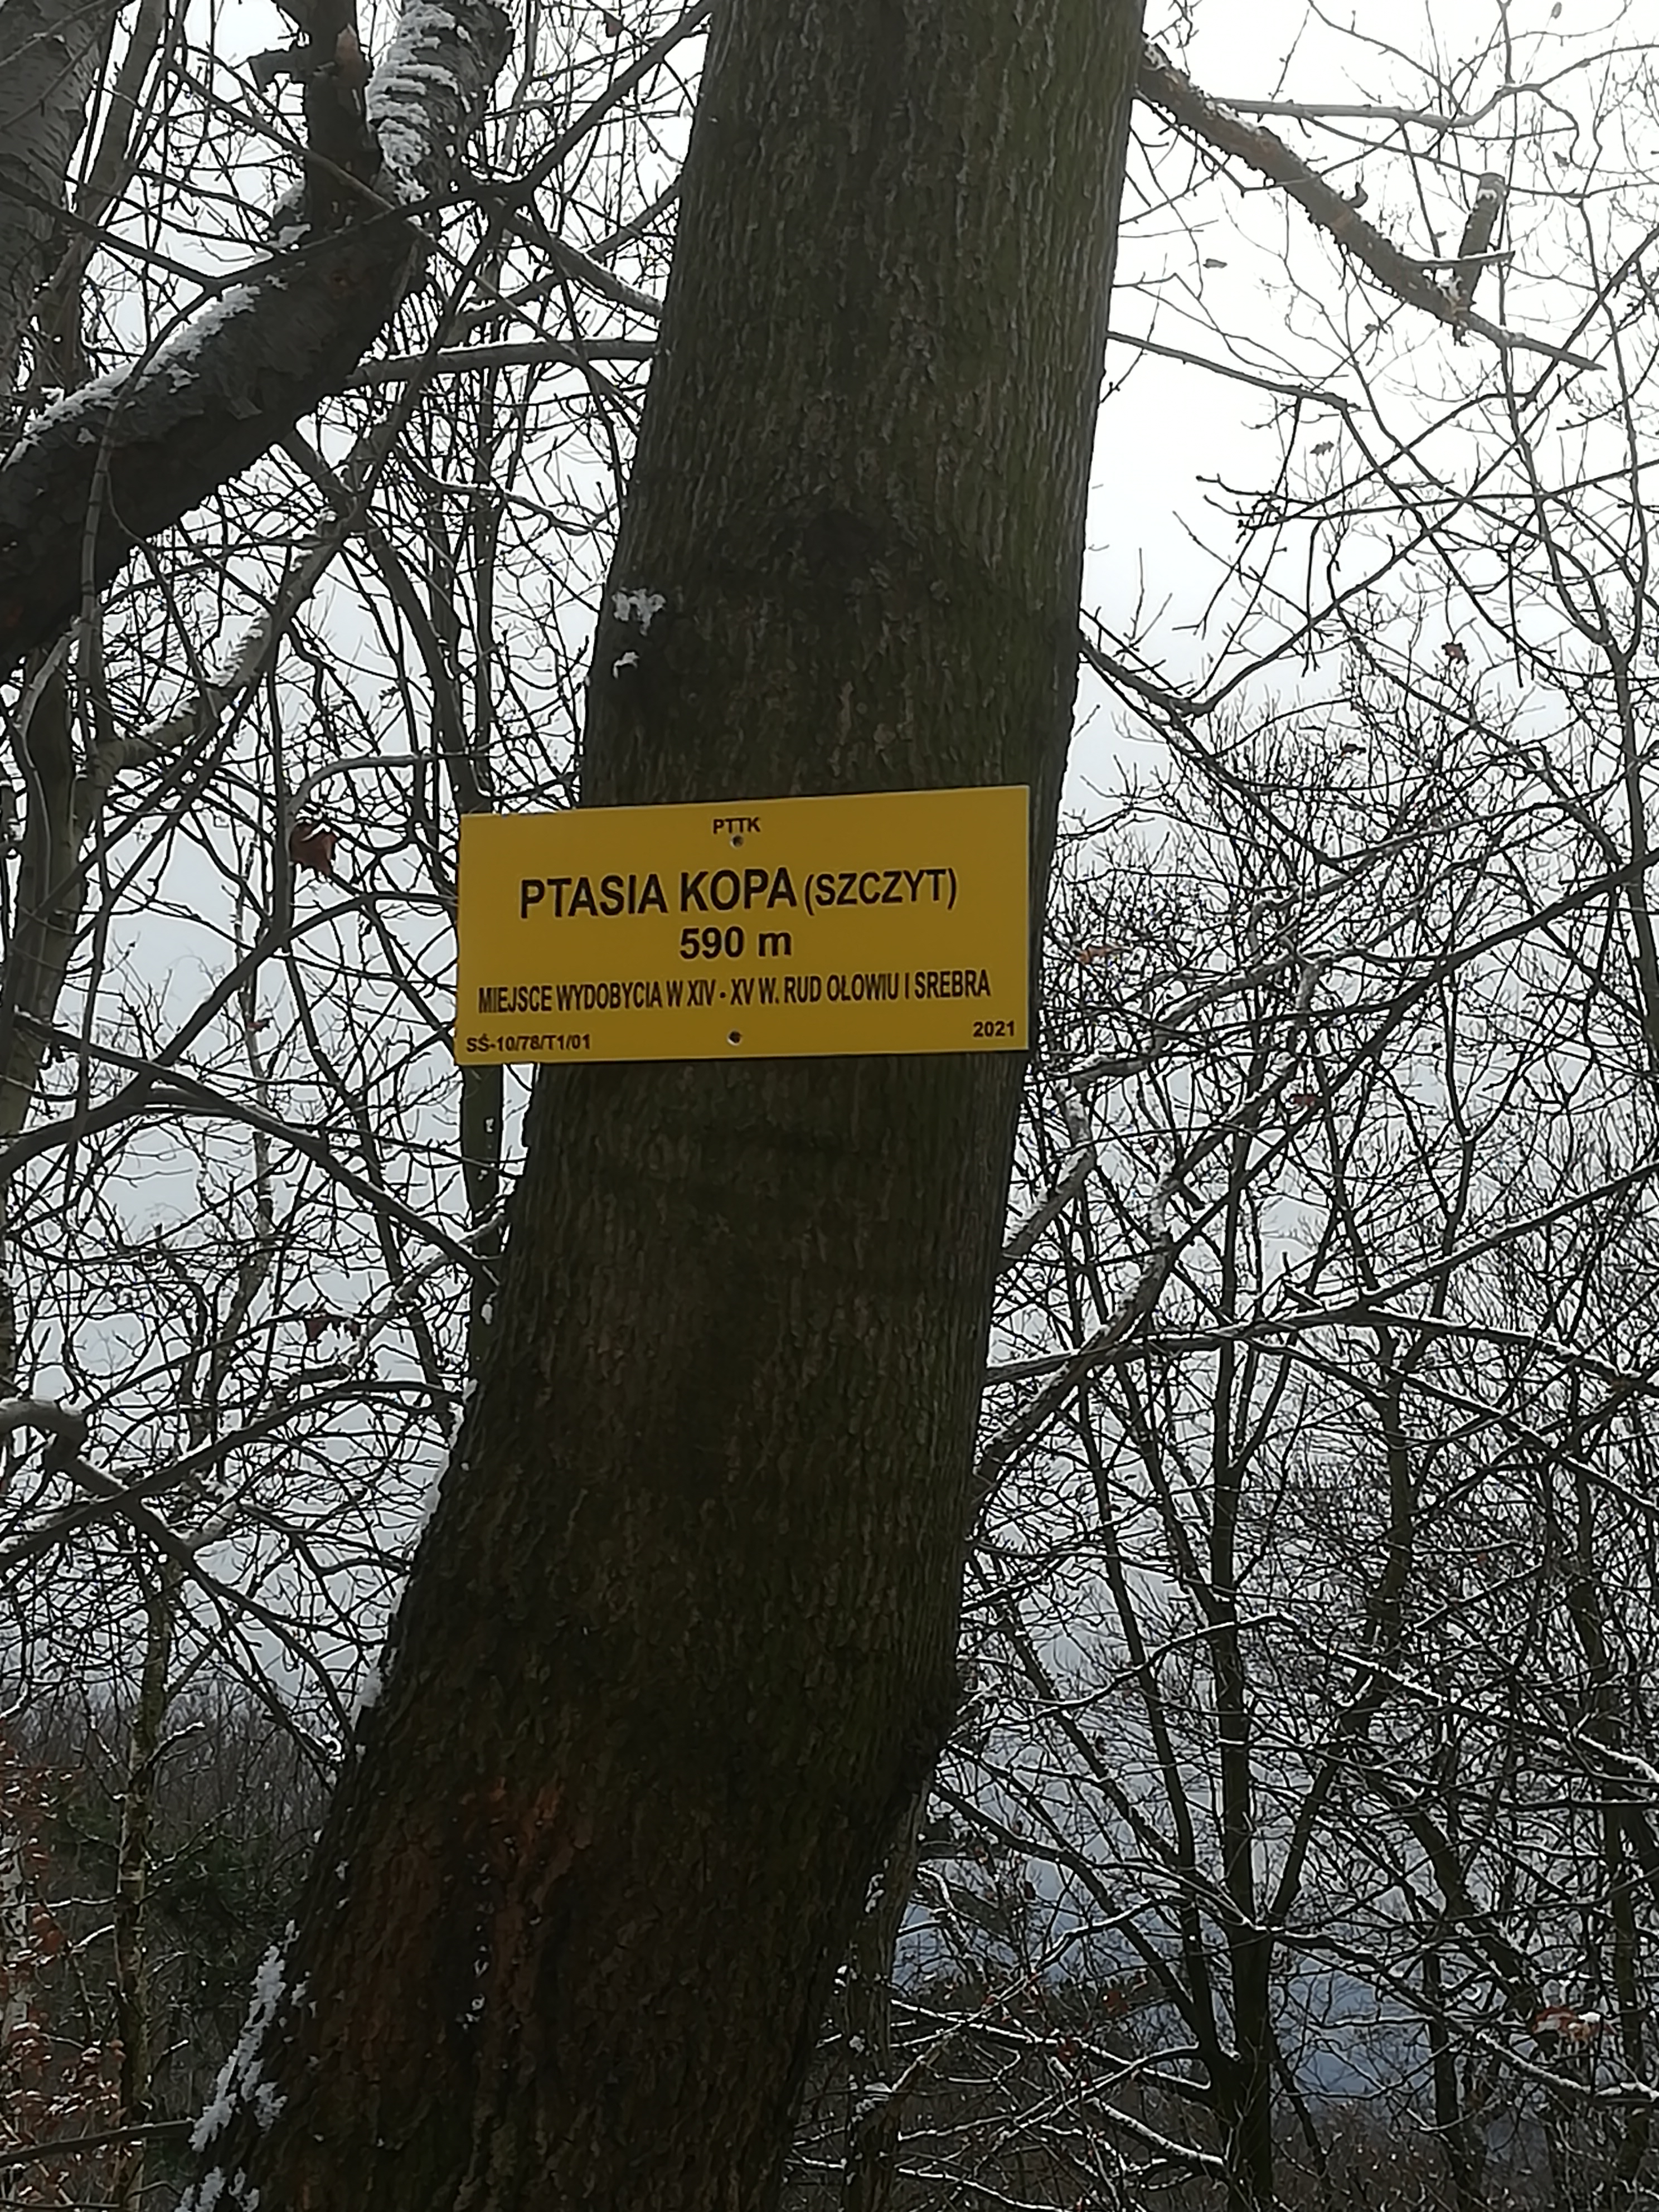 PTTK
PTASIA KOPA (SZCZYT)
590 m
MIEJSCE WYDOBYCIA W XIV - XV W. RUD OŁOWIU I SREBRA
SŚ-10/78/T1/01 2021